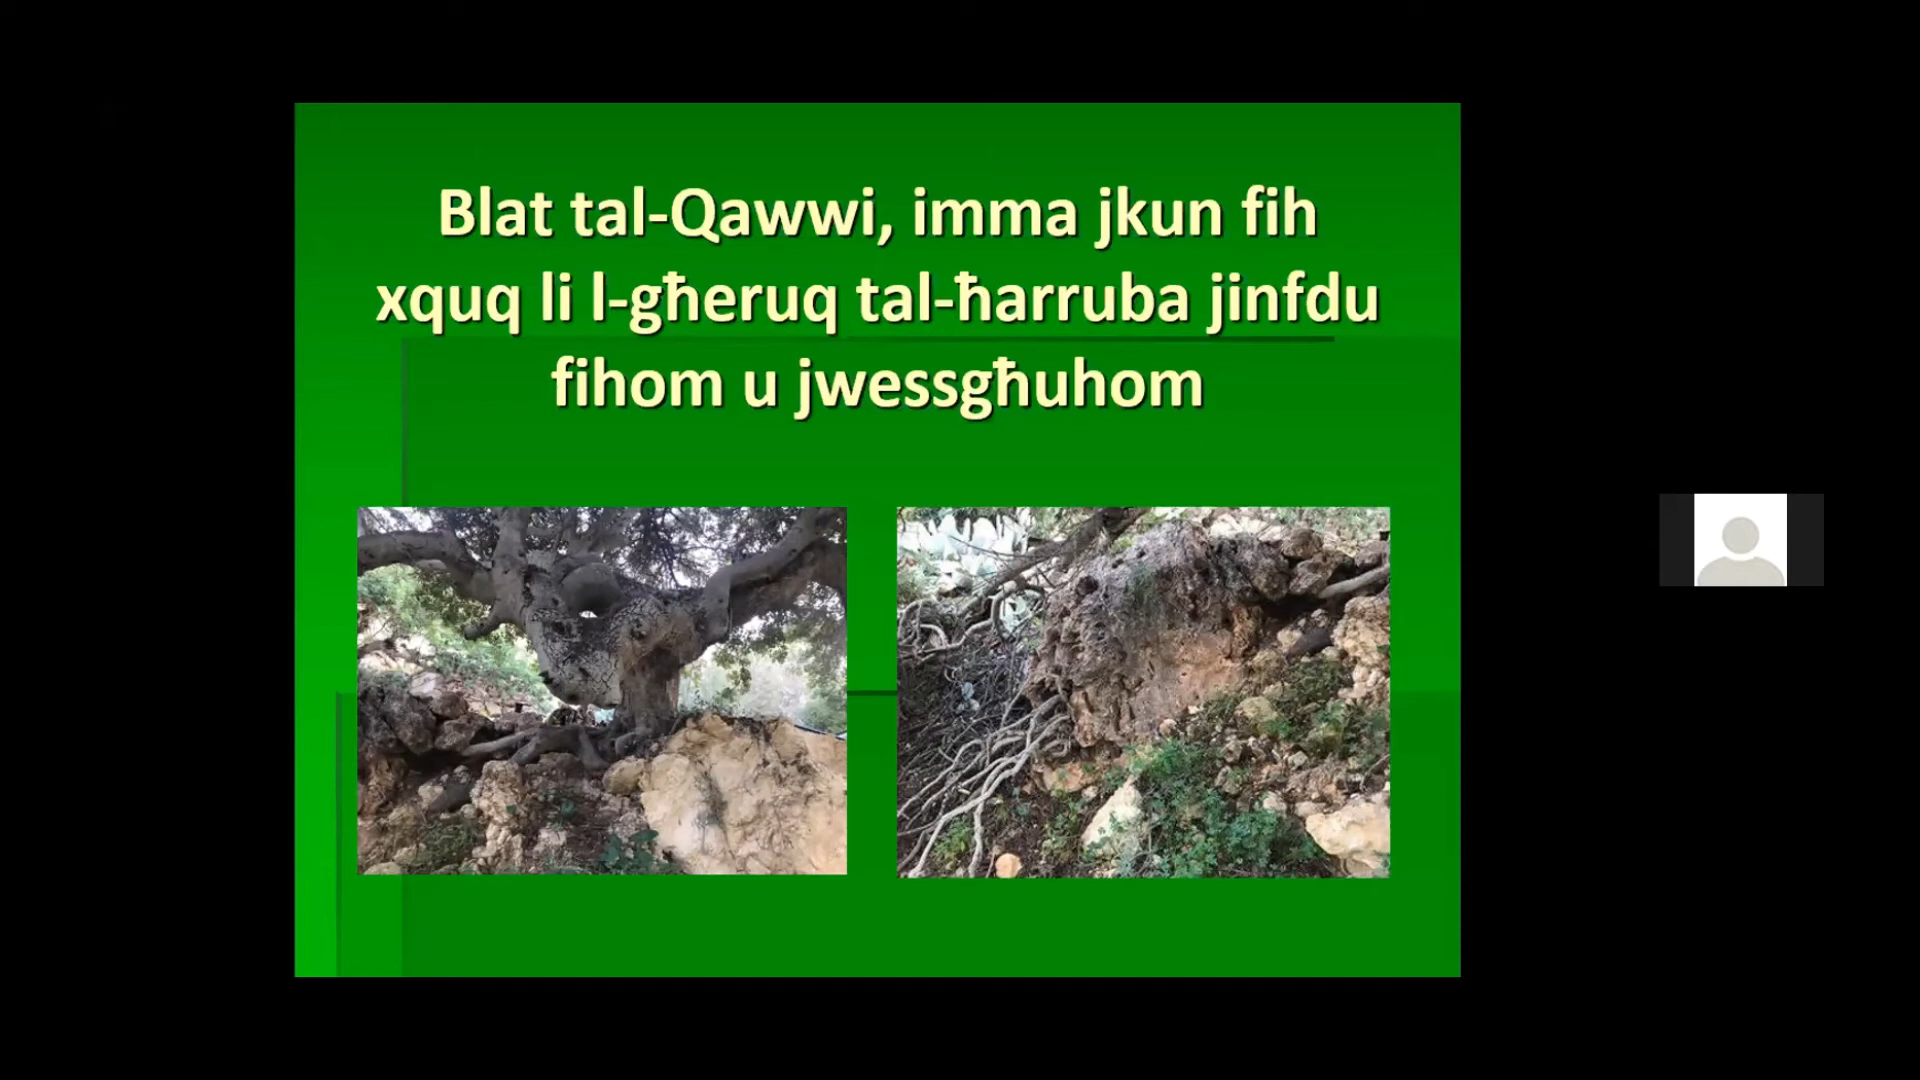 Blat tal-Qawwi, imma jkun fih
xquq li l-għeruq tal-ħarruba jinfdu
fihom u jwessgħuhom